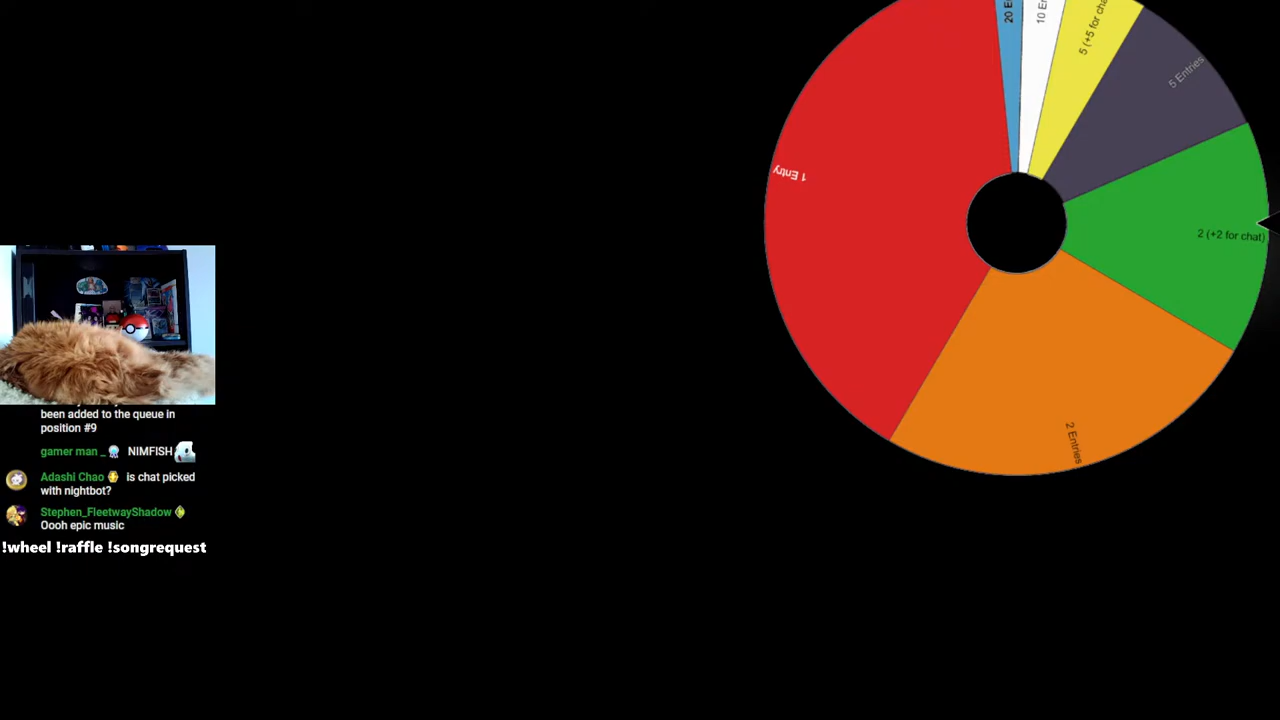 20 E
10 E
5 (+5 for cha
5 Entries
1 Entry
2 (+2 for chat)
2 Entries
been added to the queue in
position #9
gamer man _ NIMFISH
Adashi Chao is chat picked
with nightbot?
Stephen_FleetwayShadow
Oooh epic music
!wheel !raffle !songrequest